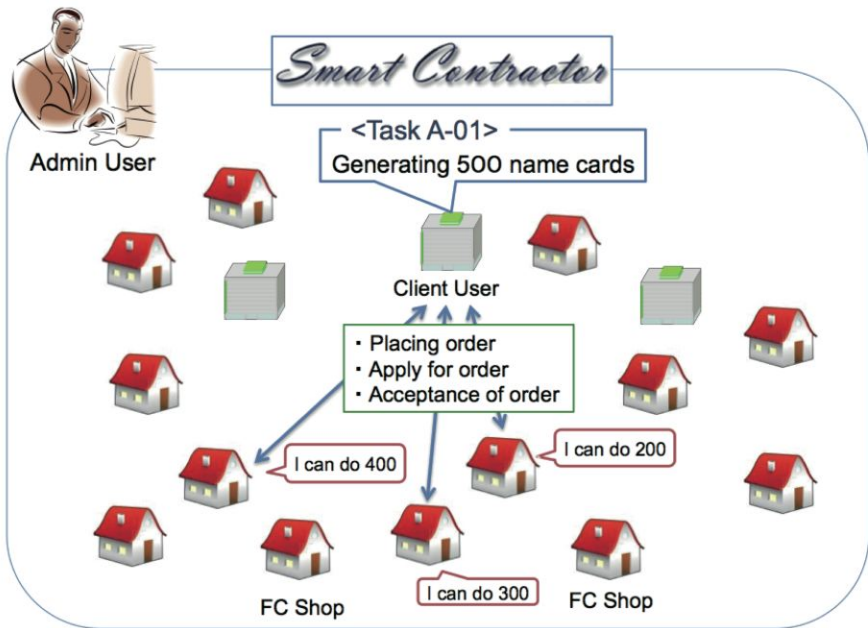 Smart Contractor
<Task A-01>
Generating 500 name cards
Admin User
Client User
・Placing order
・Apply for order
・Acceptance of order
I can do 400
I can do 200
I can do 300
FC Shop
FC Shop